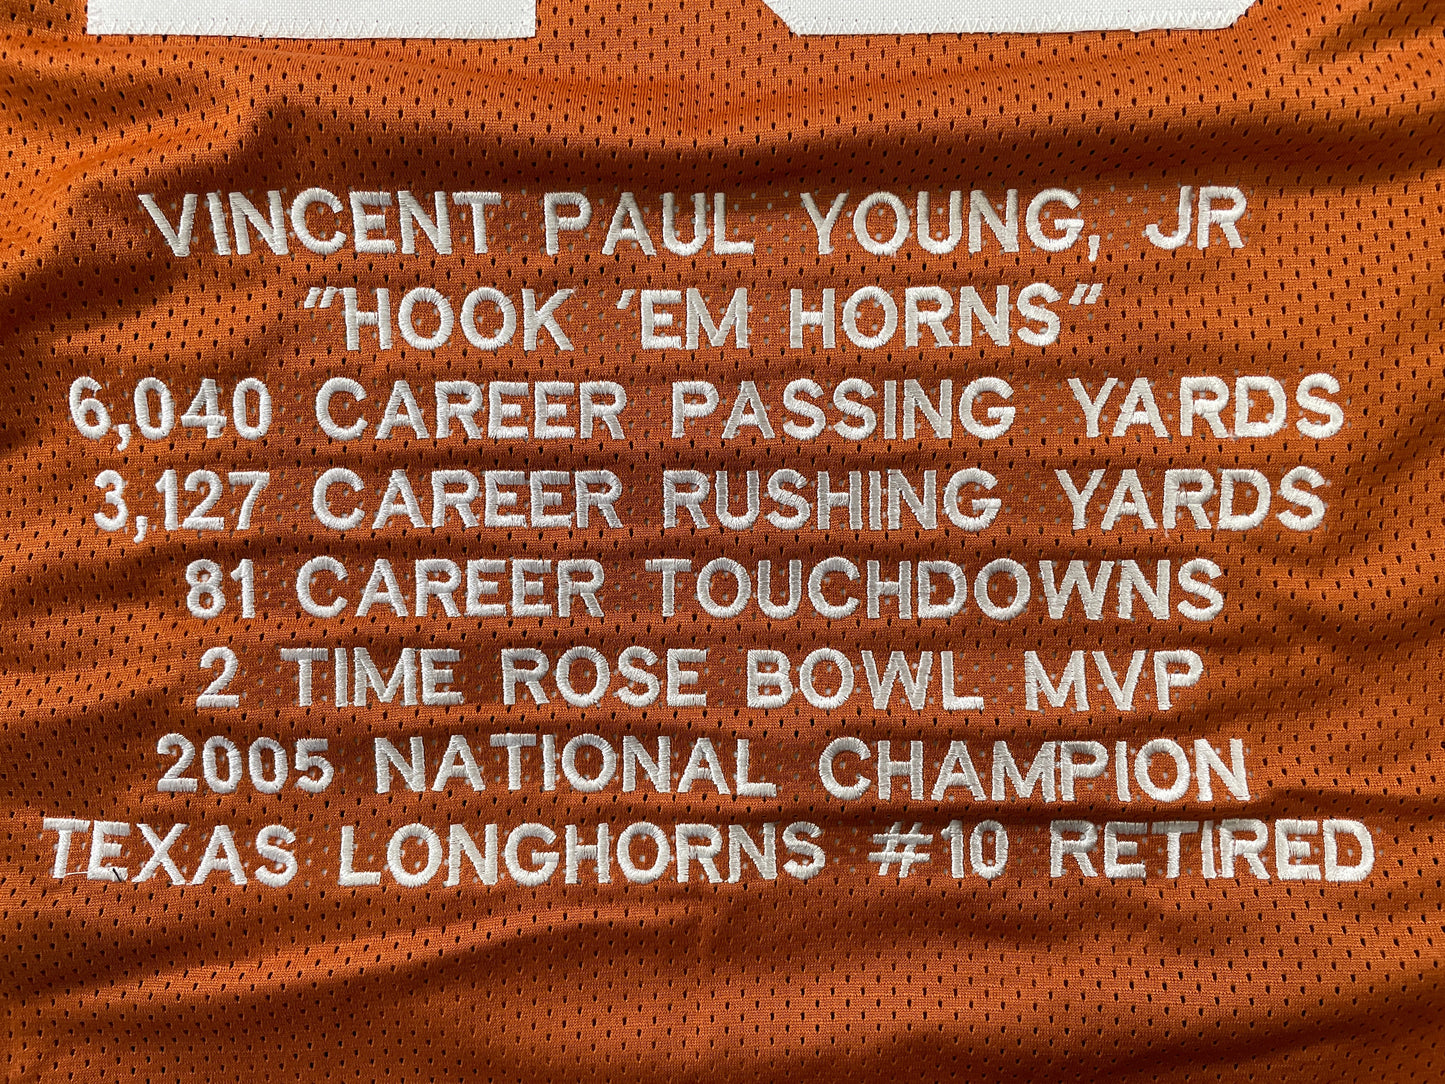 VINCENT PAUL YOUNG, JR
"HOOK 'EM HORNS"
6,040 CAREER PASSING YARDS
3,127 CAREER RUSHING YARDS
81 CAREER TOUCHDOWNS
2 TIME ROSE BOWL MVP
2005 NATIONAL CHAMPION
TEXAS LONGHORNS #10 RETIRED